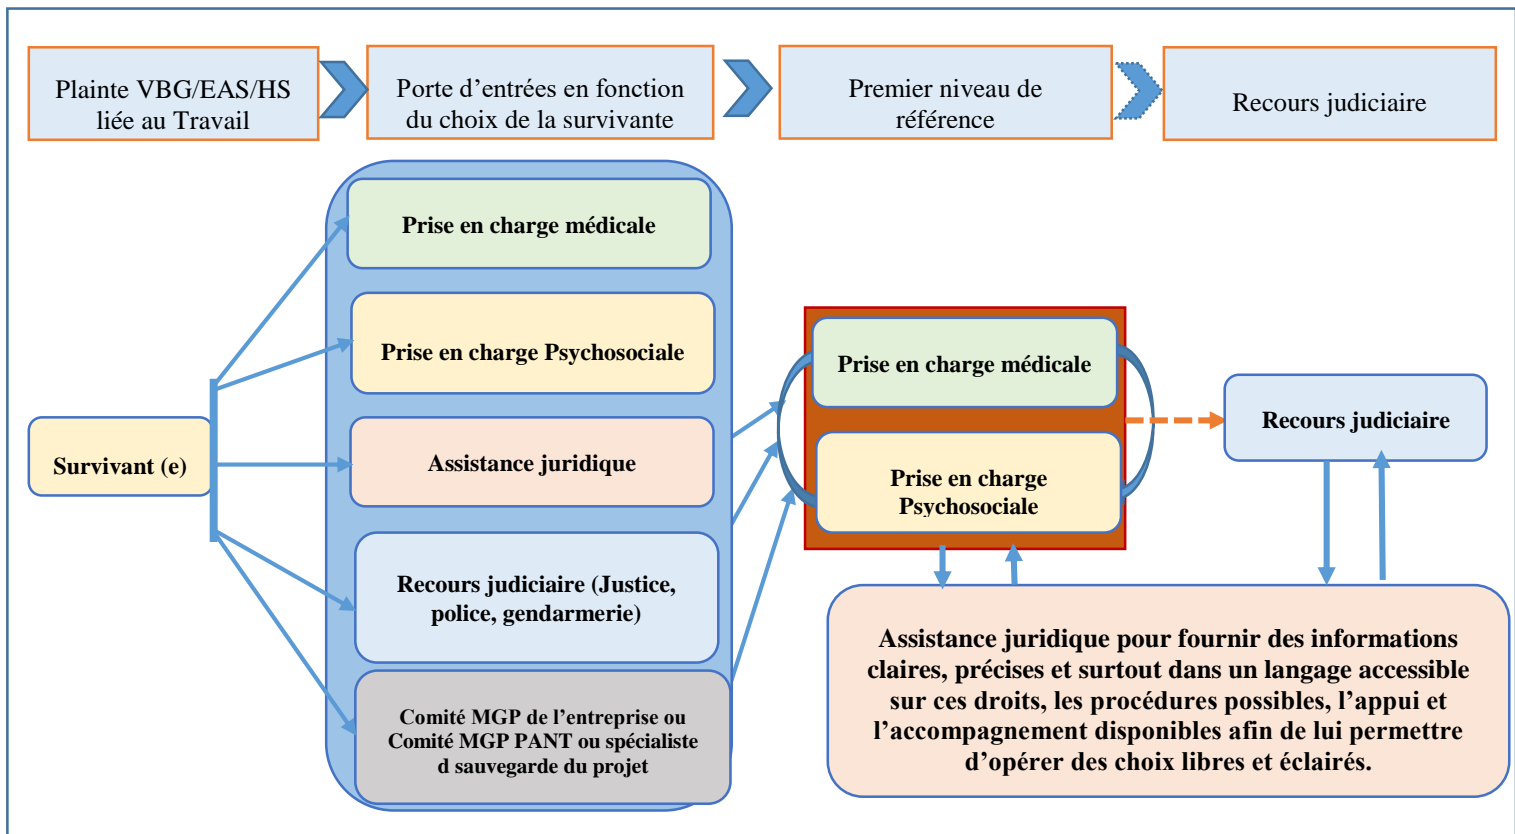 Plainte VBG/EAS/HS
liée au Travail
Porte d’entrées en fonction
du choix de la survivante
Premier niveau de
référence
Recours judiciaire
Prise en charge médicale
Prise en charge Psychosociale
Survivant (e)
Assistance juridique
Recours judiciaire (Justice,
police, gendarmerie)
Comité MGP de l’entreprise ou
Comité MGP PANT ou spécialiste
d sauvegarde du projet
Prise en charge médicale
Prise en charge
Psychosociale
Recours judiciaire
Assistance juridique pour fournir des informations
claires, précises et surtout dans un langage accessible
sur ces droits, les procédures possibles, l’appui et
l’accompagnement disponibles afin de lui permettre
d’opérer des choix libres et éclairés.